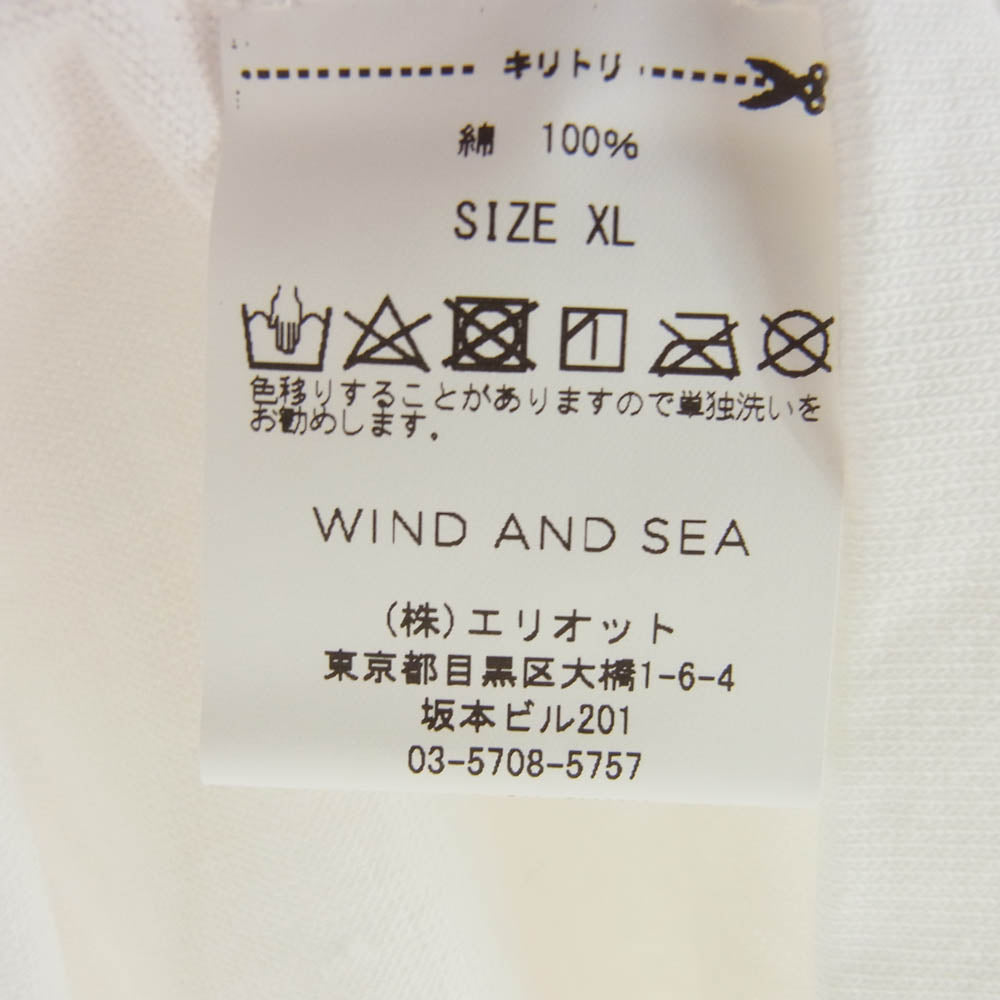 キリトリ
綿 100%
SIZE XL
色移りすることがありますので単独洗いを
お勧めします。
WIND AND SEA
(株)エリオット
東京都目黒区大橋1-6-4
坂本ビル201
03-5708-5757